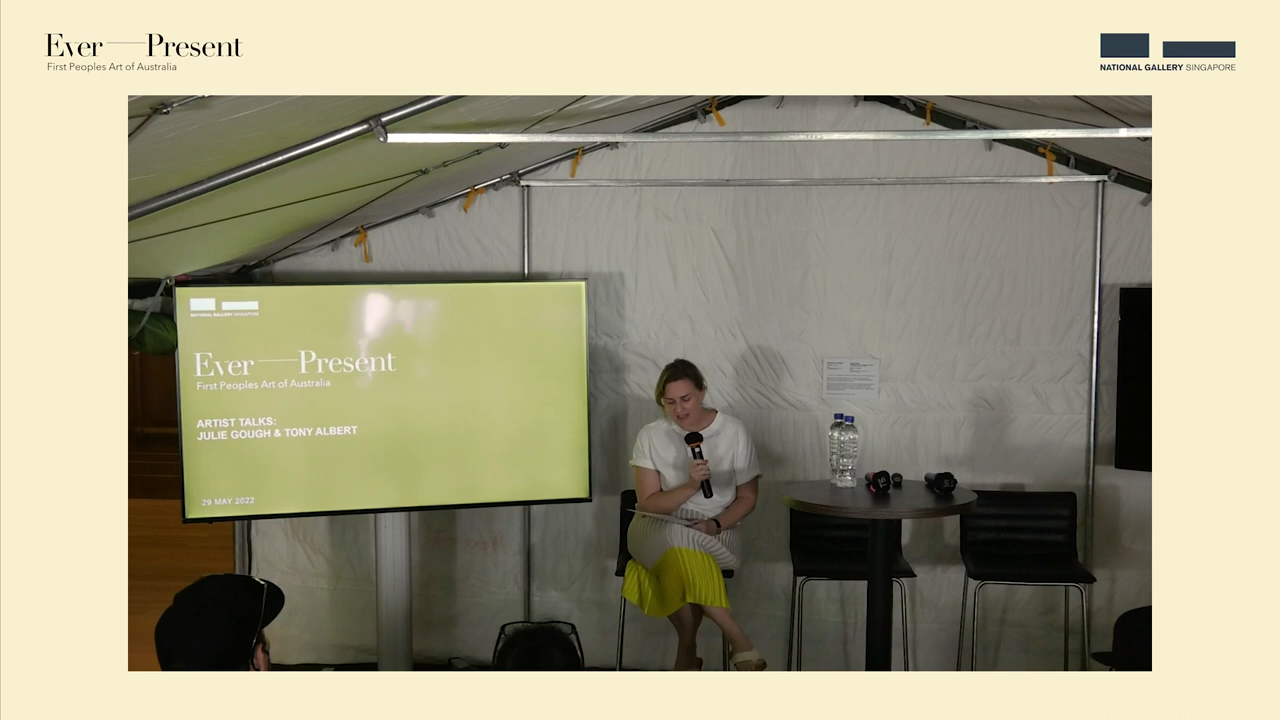 Ever — Present
First Peoples Art of Australia
NATIONAL GALLERY SINGAPORE
NATIONAL GALLERY SINGAPORE
Ever — Present
First Peoples Art of Australia
ARTIST TALKS:
JULIE GOUGH & TONY ALBERT
29 MAY 2022